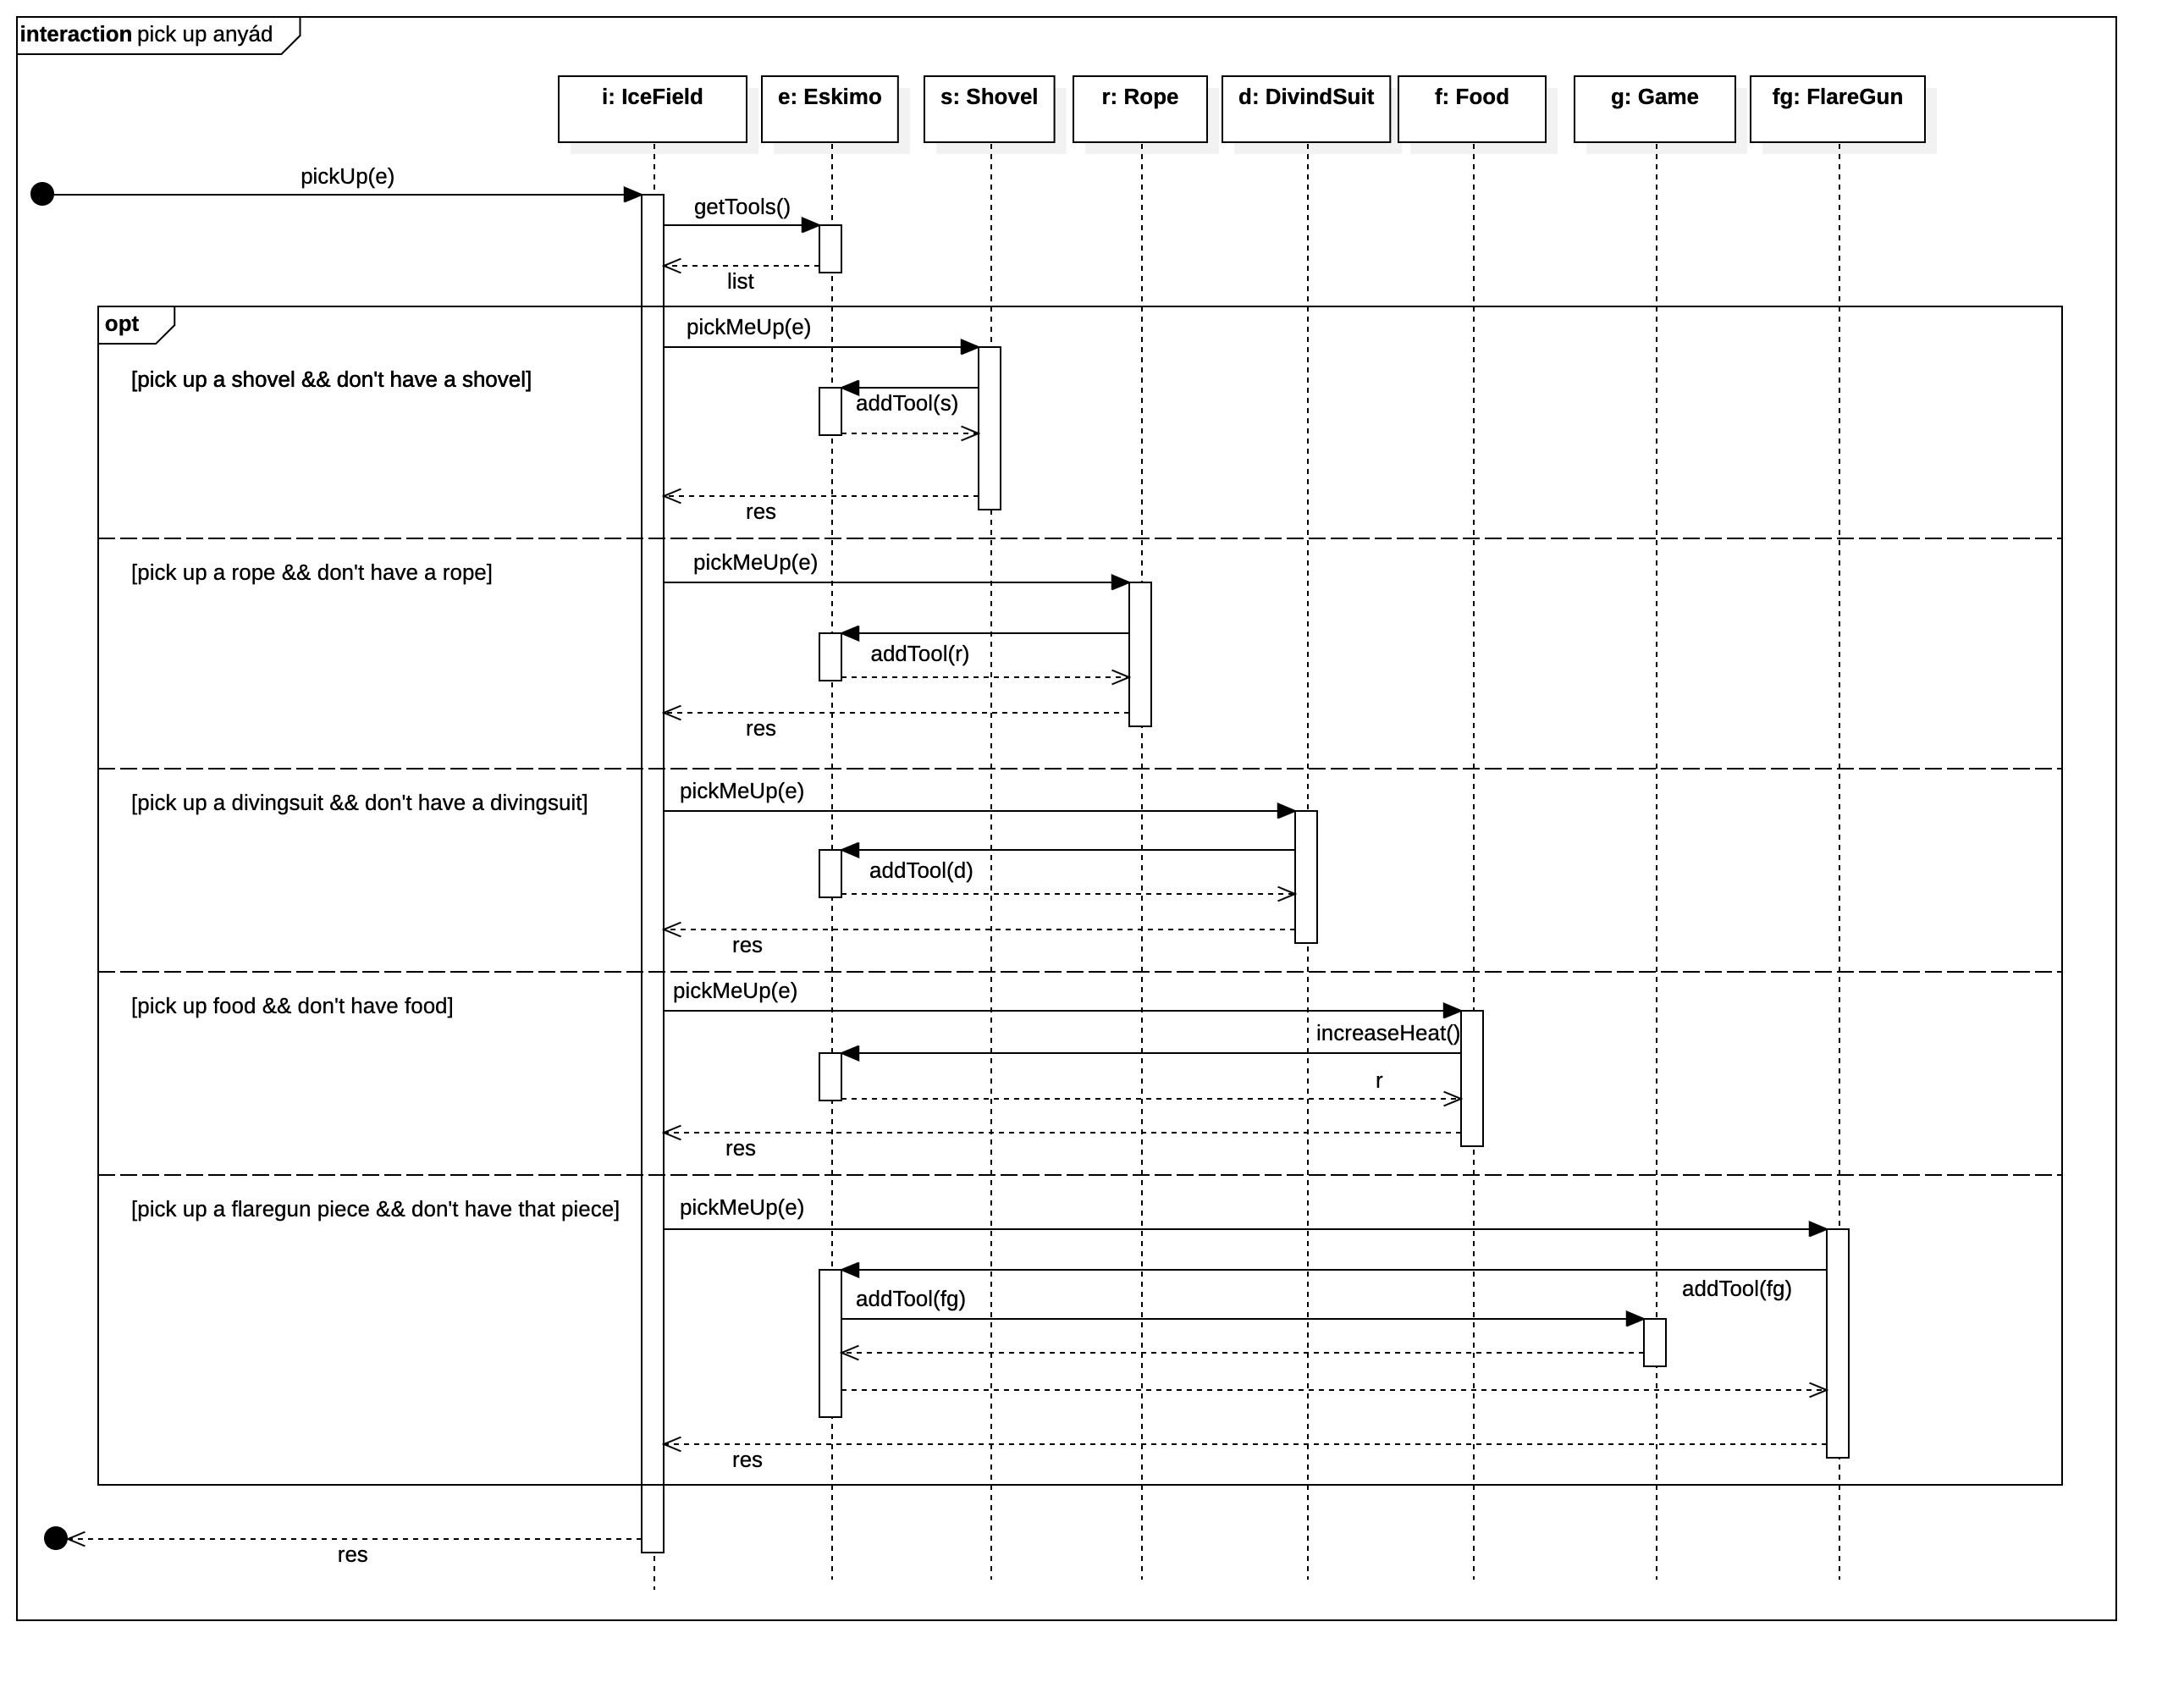 interaction pick up anyád
i: IceField
e: Eskimo
s: Shovel
r: Rope
d: DivindSuit
f: Food
g: Game
fg: FlareGun
pickUp(e)
getTools()
list
opt
pickMeUp(e)
[pick up a shovel && don't have a shovel]
addTool(s)
res
pickMeUp(e)
[pick up a rope && don't have a rope]
addTool(r)
res
pickMeUp(e)
[pick up a divingsuit && don't have a divingsuit]
addTool(d)
res
pickMeUp(e)
[pick up food && don't have food]
increaseHeat()
r
res
pickMeUp(e)
[pick up a flaregun piece && don't have that piece]
addTool(fg)
addTool(fg)
res
res